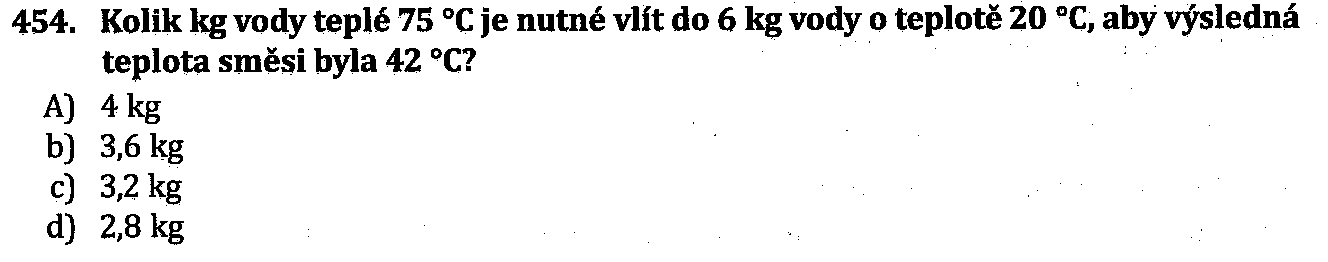 454. Kolik kg vody teplé 75 °C je nutné vlít do 6 kg vody o teplotě 20 °C, aby výsledná
teplota směsi byla 42 °C?
A) 4 kg
b) 3,6 kg
c) 3,2 kg
d) 2,8 kg